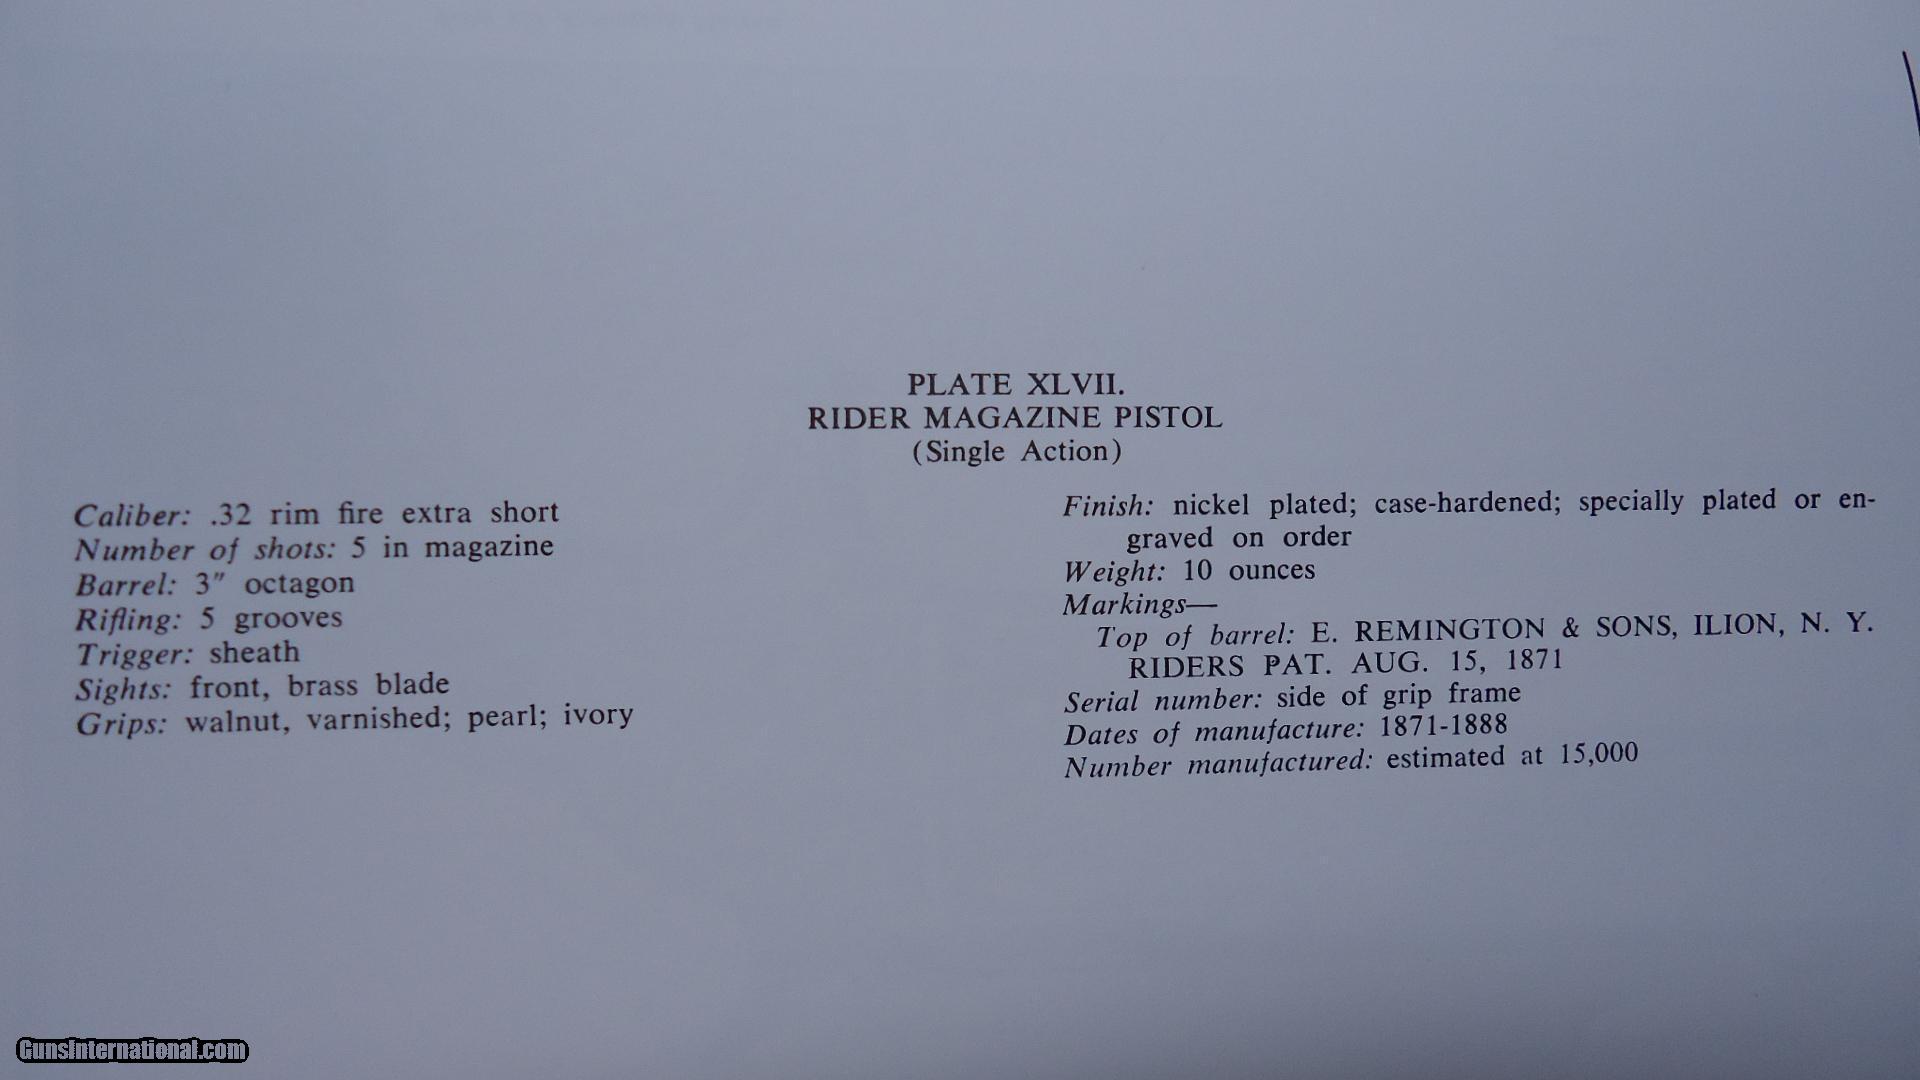 PLATE XLVII.
RIDER MAGAZINE PISTOL
(Single Action)
Caliber: .32 rim fire extra short
Number of shots: 5 in magazine
Barrel: 3″ octagon
Rifling: 5 grooves
Trigger: sheath
Sights: front, brass blade
Grips: walnut, varnished; pearl; ivory
Finish: nickel plated; case-hardened; specially plated or en-
graved on order
Weight: 10 ounces
Markings—
Top of barrel: E. REMINGTON & SONS, ILION, N. Y.
RIDERS PAT. AUG. 15, 1871
Serial number: side of grip frame
Dates of manufacture: 1871-1888
Number manufactured: estimated at 15,000
GunsInternational.com